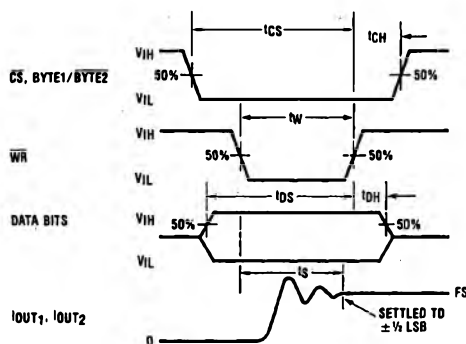 tCS
tCH
VIH
CS, BYTE1/BYTE2
50%
50%
VIL
VIH
tW
WR
50%
50%
VIL
tDS
tDH
DATA BITS
VIH
50%
50%
VIL
tS
FS
IOUT1, IOUT2
SETTLED TO
± ½ LSB
0